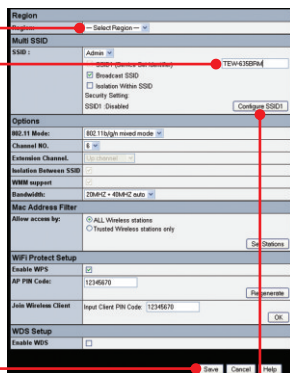 Region
Region: -- Select Region --
Multi SSID
SSID : Admin
SSID1 (Service Set Identifier) TEW-635BRM
Broadcast SSID
Isolation Within SSID
Security Setting:
SSID1 :Disabled Configure SSID1
Options
802.11 Mode: 802.11b/g/n mixed mode
Channel NO. 6
Extension Channel. Up channel
Isolation Between SSID
WMM support
Bandwidth: 20MHZ + 40MHZ auto
Mac Address Filter
Allow access by: ALL Wireless stations
Trusted Wireless stations only
Set Stations
WiFi Protect Setup
Enable WPS
AP PIN Code: 12345670
Regenerate
Join Wireless Client Input Client PIN Code: 12345670
OK
WDS Setup
Enable WDS
Save Cancel Help